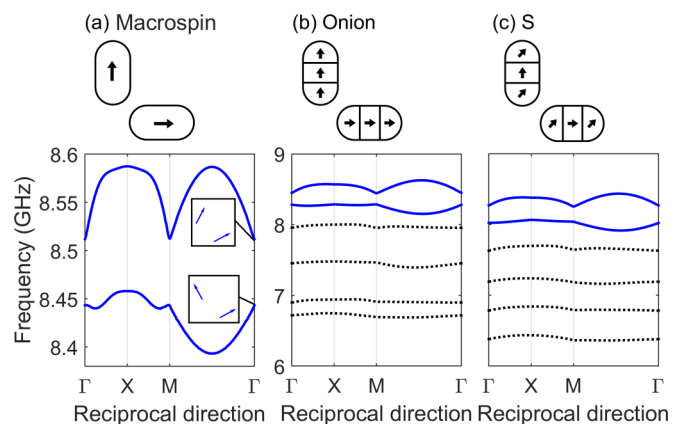 (a) Macrospin
(b) Onion
(c) S
8.6
8.55
8.5
8.45
8.4
Frequency (GHz)
Γ X M Γ
Reciprocal direction
9
8
7
6
Γ X M Γ
Reciprocal direction
Γ X M Γ
Reciprocal direction